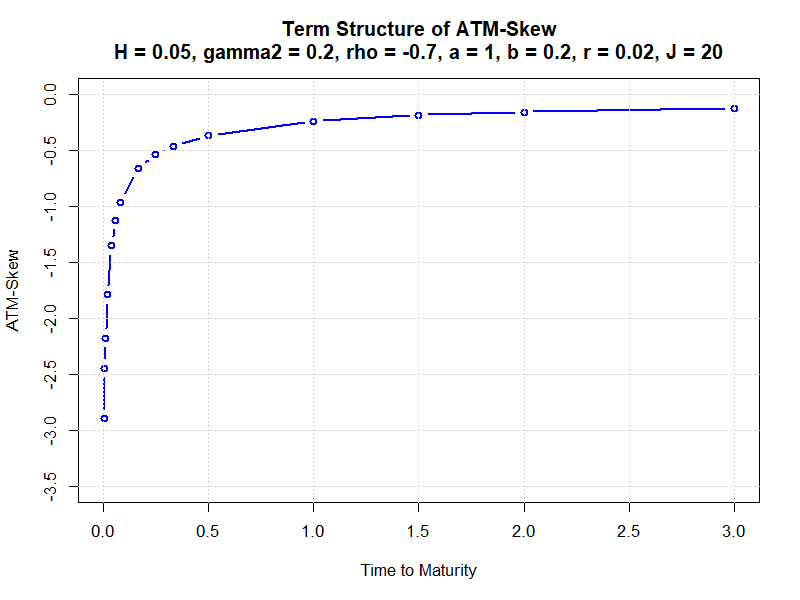 Term Structure of ATM-Skew
H = 0.05, gamma2 = 0.2, rho = -0.7, a = 1, b = 0.2, r = 0.02, J = 20
ATM-Skew
0.0
-0.5
-1.0
-1.5
-2.0
-2.5
-3.0
-3.5
0.0 0.5 1.0 1.5 2.0 2.5 3.0
Time to Maturity